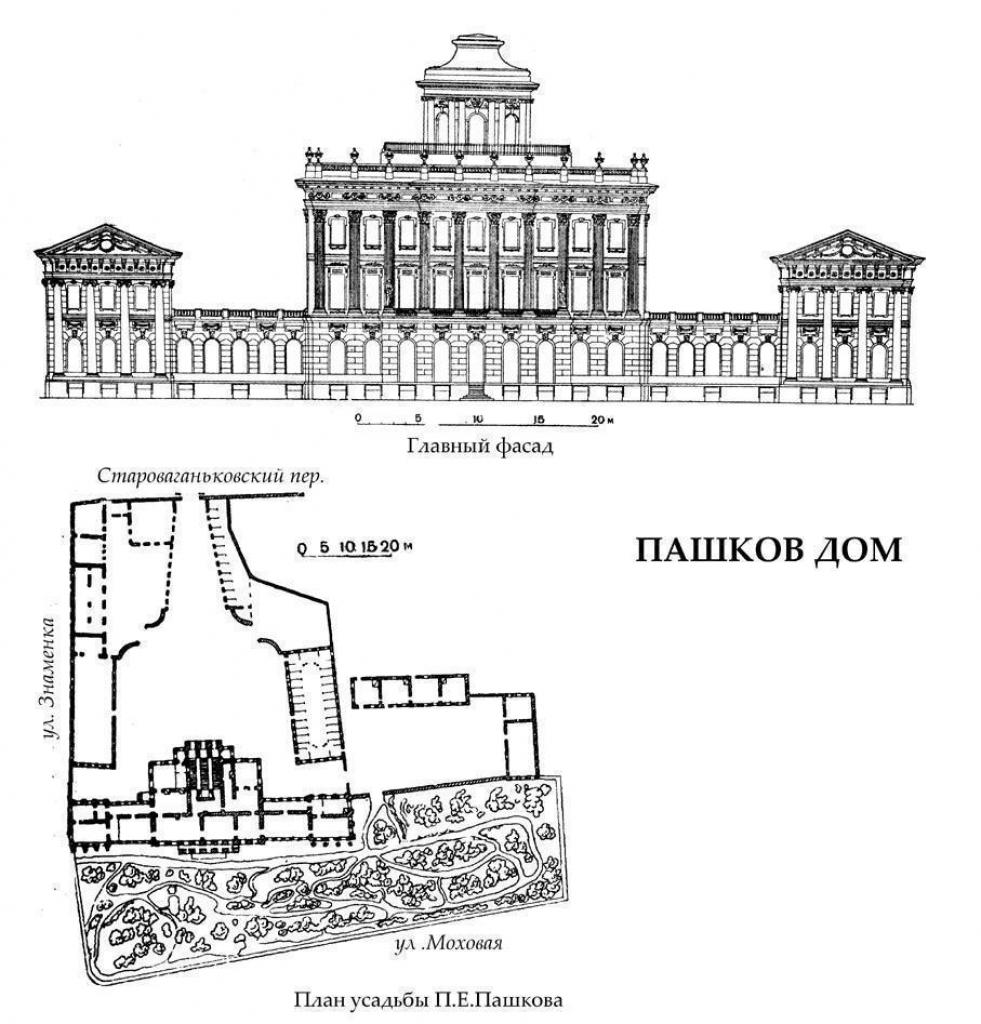 0 5 10 15 20 м
Главный фасад
Староваганьковский пер.
0 5 10 15 20 м
ПАШКОВ ДОМ
ул. Знаменка
ул .Моховая
План усадьбы П.Е.Пашкова